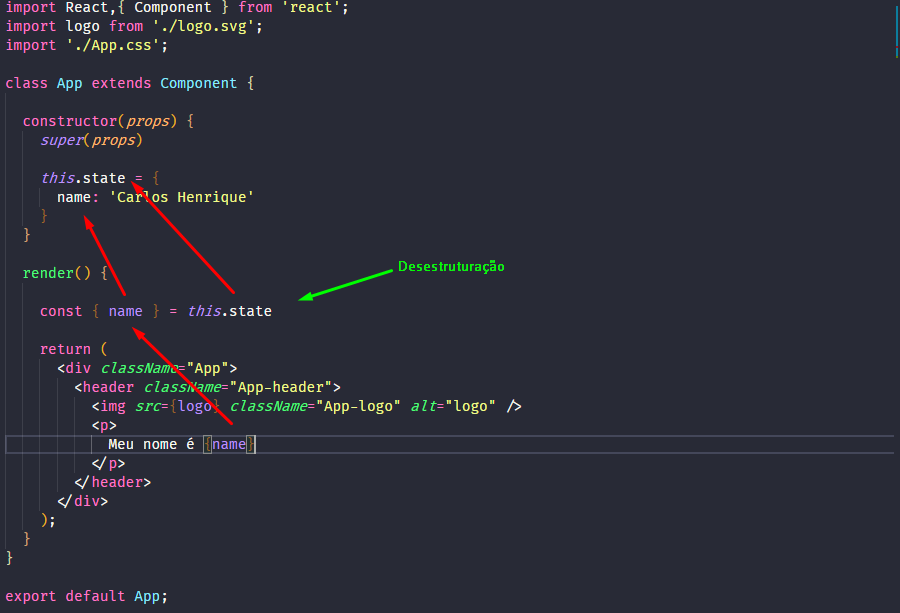 import React,{ Component } from 'react';
import logo from './logo.svg';
import './App.css';
class App extends Component {
constructor(props) {
super(props)
this.state = {
name: 'Carlos Henrique'
}
}
render() {
Desestruturação
const { name } = this.state
return (
<div className="App">
<header className="App-header">
<img src={logo} className="App-logo" alt="logo" />
<p>
Meu nome é {name}
</p>
</header>
</div>
);
}
}
export default App;